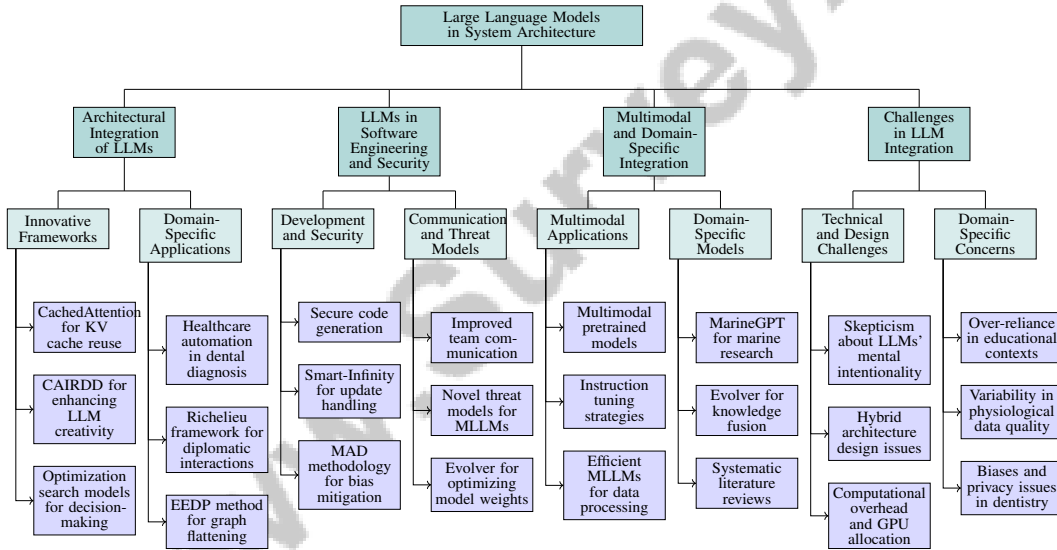 Large Language Models
in System Architecture
Architectural
Integration
of LLMs
LLMs in
Software
Engineering
and Security
Multimodal
and Domain-
Specific
Integration
Challenges
in LLM
Integration
Innovative
Frameworks
Domain-
Specific
Applications
Development
and Security
Communication
and Threat
Models
Multimodal
Applications
Domain-
Specific
Models
Technical
and Design
Challenges
Domain-
Specific
Concerns
CachedAttention
for KV
cache reuse
CAIRDD for
enhancing
LLM
creativity
Optimization
search models
for decision-
making
Healthcare
automation
in dental
diagnosis
Richelieu
framework for
diplomatic
interactions
EEDP method
for graph
flattening
Secure code
generation
Smart-Infinity
for update
handling
MAD
methodology
for bias
mitigation
Improved
team com-
munication
Novel threat
models for
MLLMs
Evolver for
optimizing
model weights
Multimodal
pretrained
models
Instruction
tuning
strategies
Efficient
MLLMs
for data
processing
MarineGPT
for marine
research
Evolver for
knowledge
fusion
Systematic
literature
reviews
Skepticism
about LLMs'
mental
intentionality
Hybrid
architecture
design issues
Computational
overhead
and GPU
allocation
Over-reliance
in educational
contexts
Variability in
physiological
data quality
Biases and
privacy issues
in dentistry